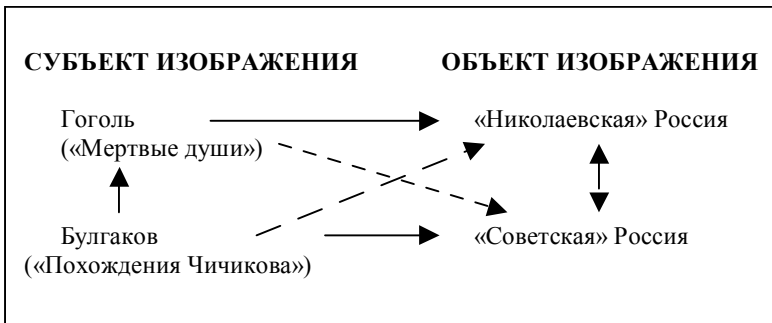 СУБЪЕКТ ИЗОБРАЖЕНИЯ ОБЪЕКТ ИЗОБРАЖЕНИЯ
Гоголь «Николаевская» Россия
(«Мертвые души»)
Булгаков «Советская» Россия
(«Похождения Чичикова»)